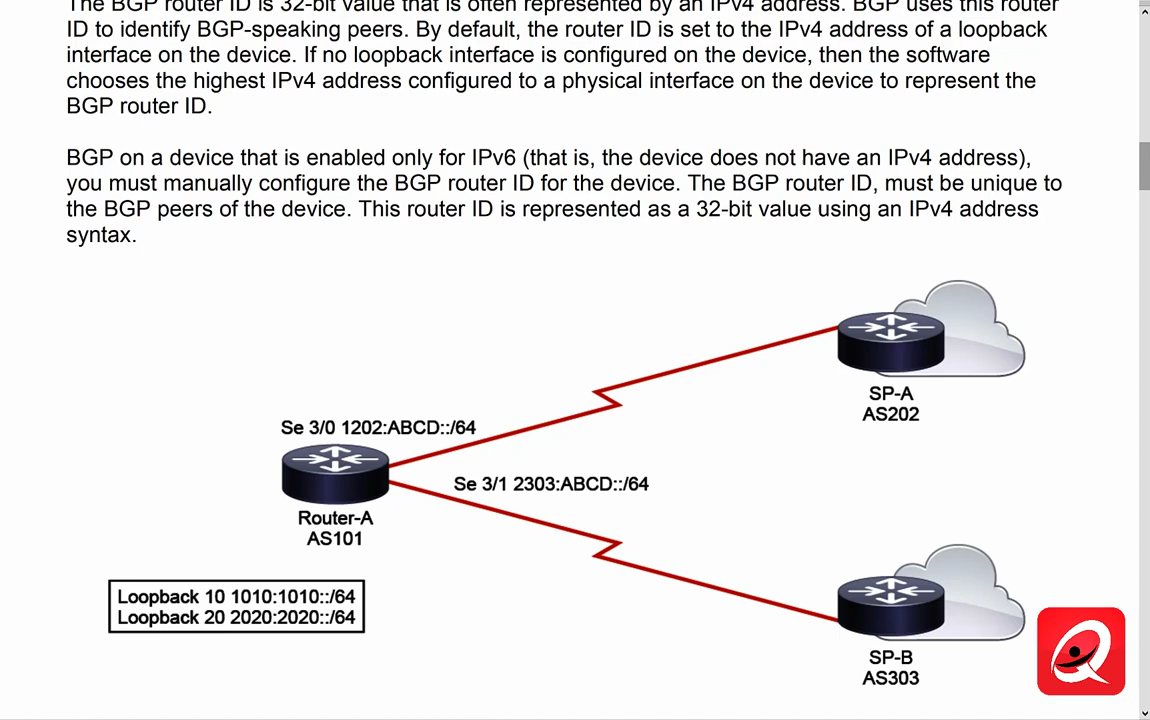 The BGP router ID is 32-bit value that is often represented by an IPv4 address. BGP uses this router
ID to identify BGP-speaking peers. By default, the router ID is set to the IPv4 address of a loopback
interface on the device. If no loopback interface is configured on the device, then the software
chooses the highest IPv4 address configured to a physical interface on the device to represent the
BGP router ID.
BGP on a device that is enabled only for IPv6 (that is, the device does not have an IPv4 address),
you must manually configure the BGP router ID for the device. The BGP router ID, must be unique to
the BGP peers of the device. This router ID is represented as a 32-bit value using an IPv4 address
syntax.
SP-A
AS202
Se 3/0 1202:ABCD::/64
Se 3/1 2303:ABCD::/64
Router-A
AS101
Loopback 10 1010:1010::/64
Loopback 20 2020:2020::/64
SP-B
AS303